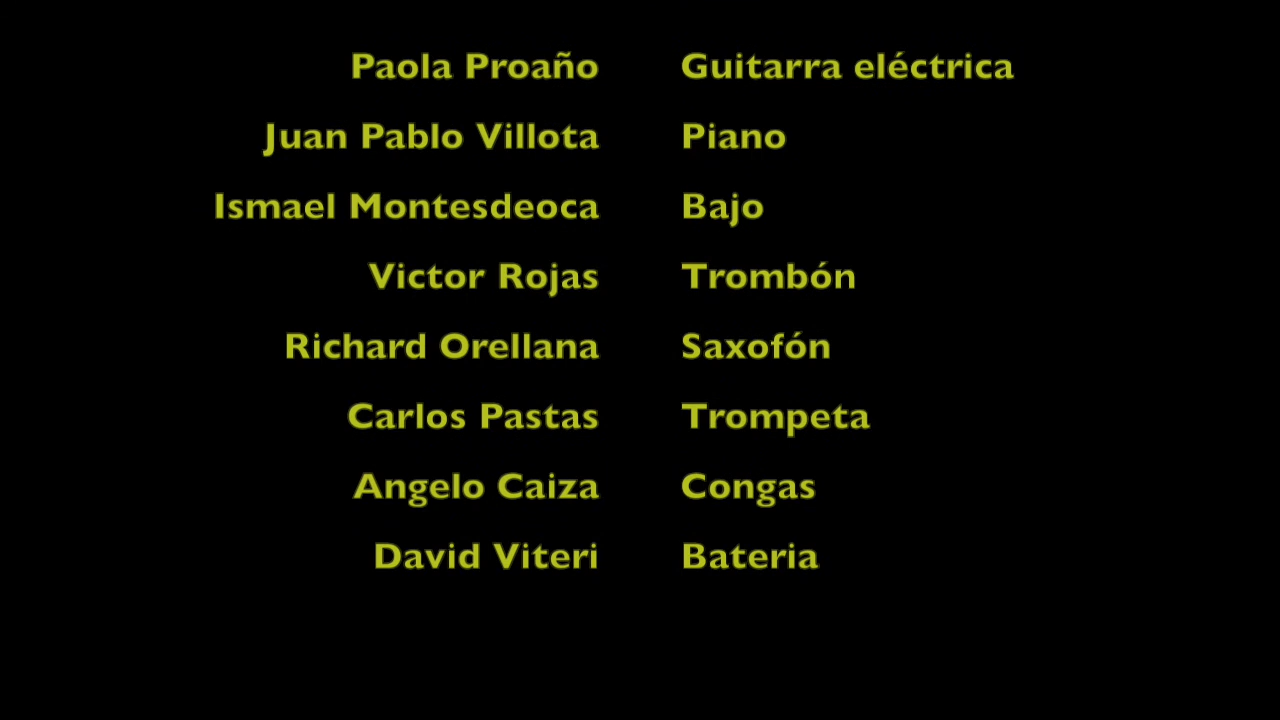 Paola Proaño Guitarra eléctrica
Juan Pablo Villota Piano
Ismael Montesdeoca Bajo
Victor Rojas Trombón
Richard Orellana Saxofón
Carlos Pastas Trompeta
Angelo Caiza Congas
David Viteri Bateria